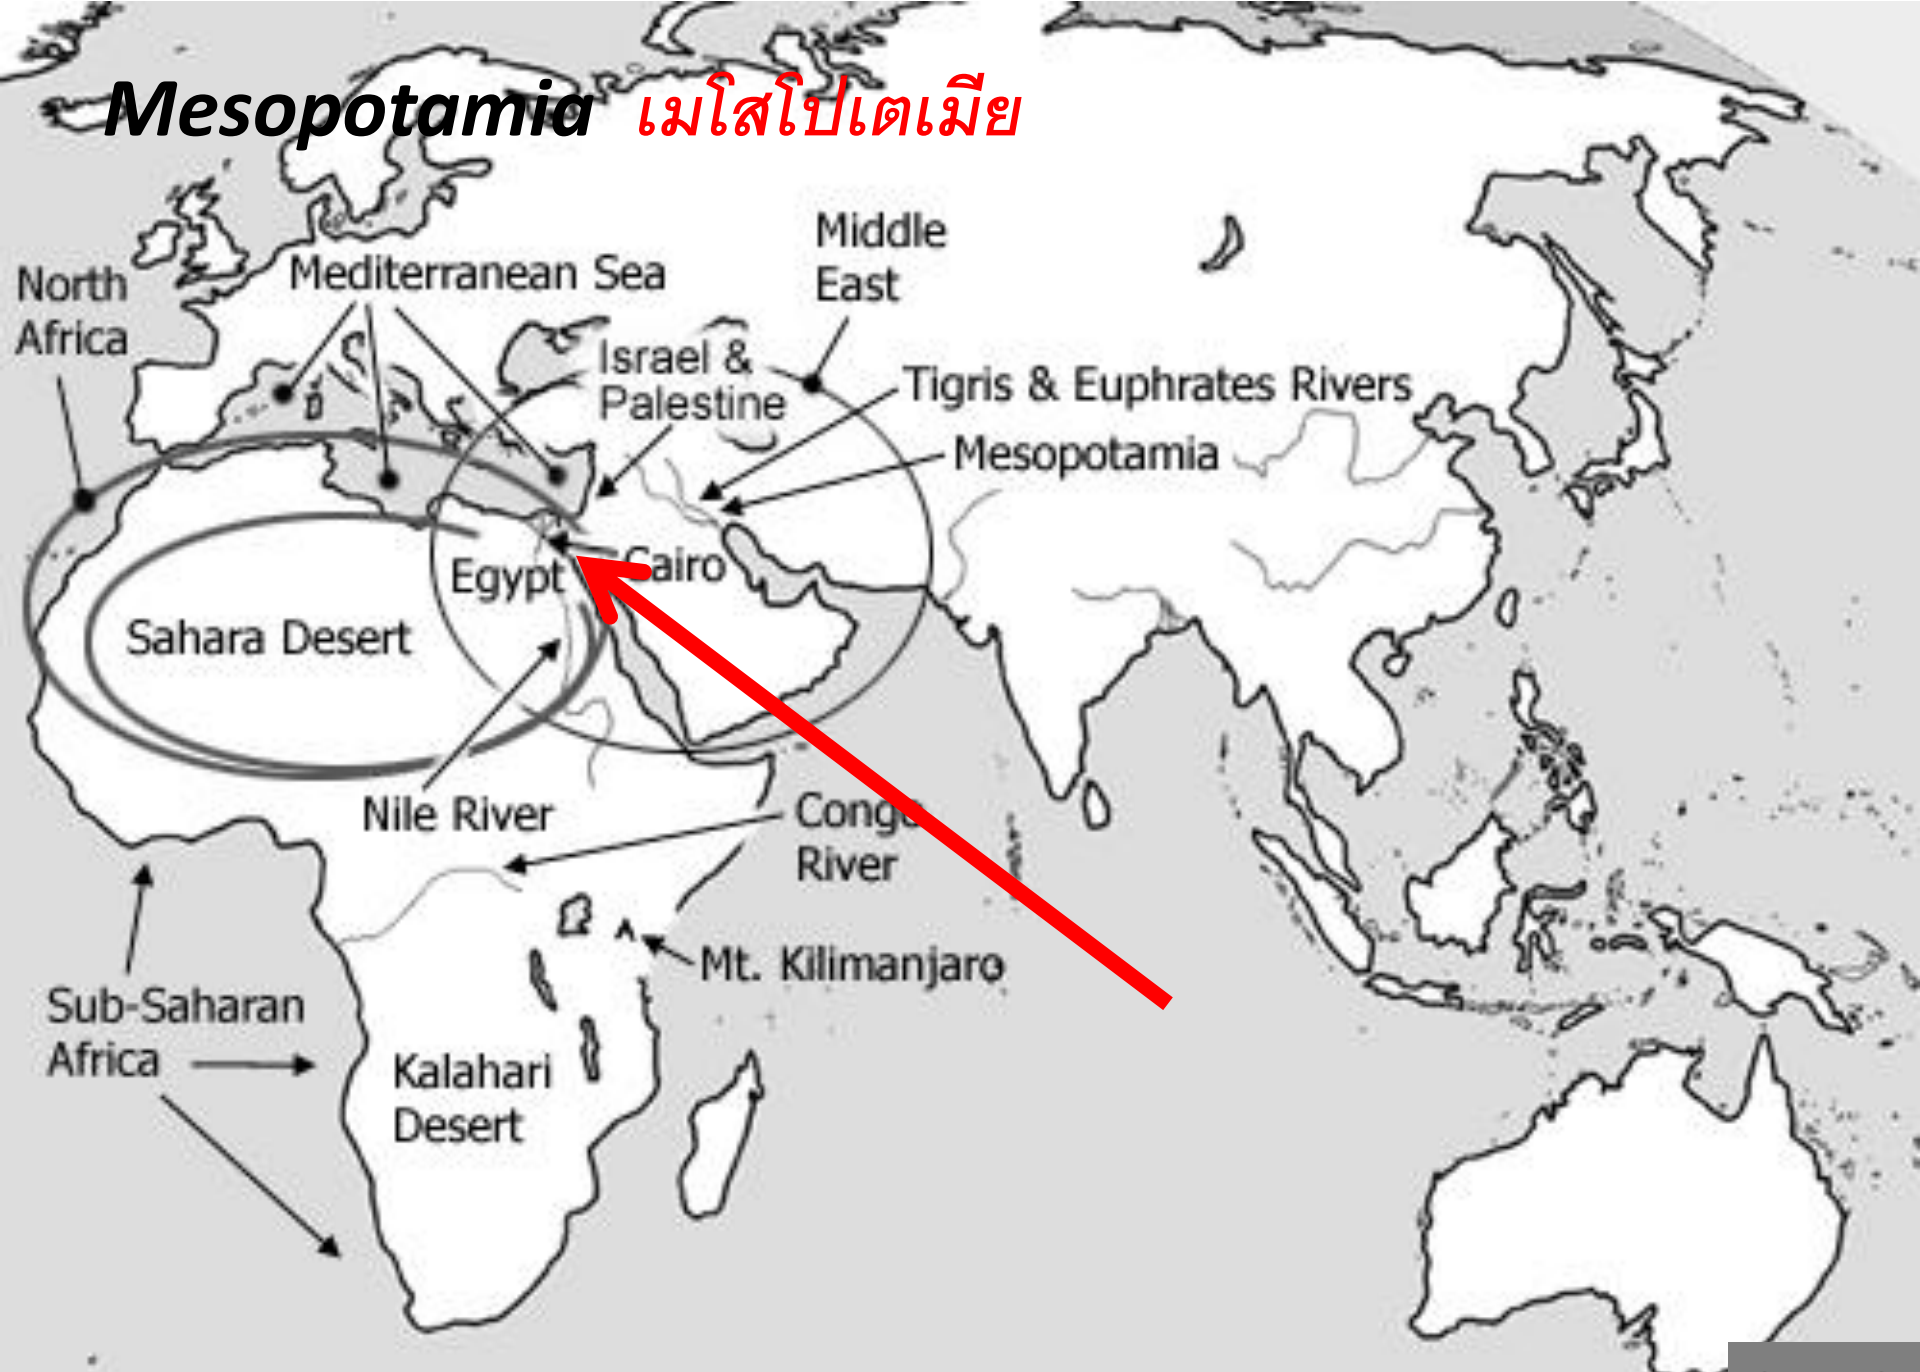 Mesopotamia เมโสโปเตเมีย
Middle
East
North
Africa
Mediterranean Sea
Israel &
Palestine
Tigris & Euphrates Rivers
Mesopotamia
Egypt
Cairo
Sahara Desert
Nile River
Congo
River
Mt. Kilimanjaro
Sub-Saharan
Africa
Kalahari
Desert